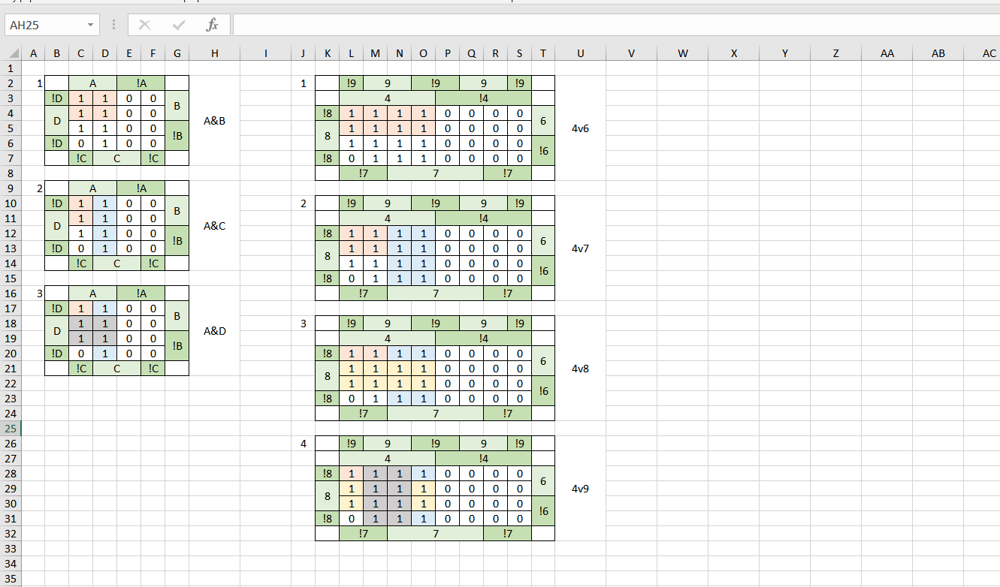 AH25 fx
A B C D E F G H I J K L M N O P Q R S T U V W X Y Z AA AB AC
1
2 1 A !A 1 !9 9 !9 9 !9
3 !D 1 1 0 0 B 4 !4
4 D 1 1 0 0 A&B !8 1 1 1 1 0 0 0 0 6
5 1 1 0 0 !B 8 1 1 1 1 0 0 0 0 4v6
6 !D 0 1 0 0 1 1 1 1 0 0 0 0 !6
7 !C C !C !8 0 1 1 1 0 0 0 0
8 !7 7 !7
9 2 A !A
10 !D 1 1 0 0 B 2 !9 9 !9 9 !9
11 D 1 1 0 0 A&C 4 !4
12 1 1 0 0 !B !8 1 1 1 1 0 0 0 0 6
13 !D 0 1 0 0 8 1 1 1 1 0 0 0 0 4v7
14 !C C !C 1 1 1 1 0 0 0 0 !6
15 !8 0 1 1 1 0 0 0 0
16 3 A !A !7 7 !7
17 !D 1 1 0 0 B
18 D 1 1 0 0 A&D 3 !9 9 !9 9 !9
19 1 1 0 0 !B 4 !4
20 !D 0 1 0 0 !8 1 1 1 1 0 0 0 0 6
21 !C C !C 8 1 1 1 1 0 0 0 0 4v8
22 1 1 1 1 0 0 0 0 !6
23 !8 0 1 1 1 0 0 0 0
24 !7 7 !7
25
26 4 !9 9 !9 9 !9
27 4 !4
28 !8 1 1 1 1 0 0 0 0 6
29 8 1 1 1 1 0 0 0 0 4v9
30 1 1 1 1 0 0 0 0 !6
31 !8 0 1 1 1 0 0 0 0
32 !7 7 !7
33
34
35